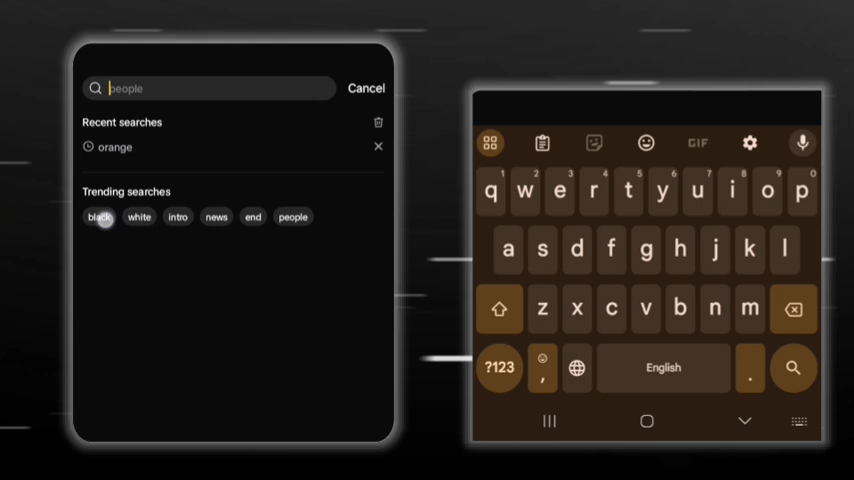 people
Cancel
Recent searches
orange
Trending searches
black white intro news end people
GIF
1 2 3 4 5 6 7 8 9 0
q w e r t y u i o p
a s d f g h j k l
z x c v b n m
?123 , English .